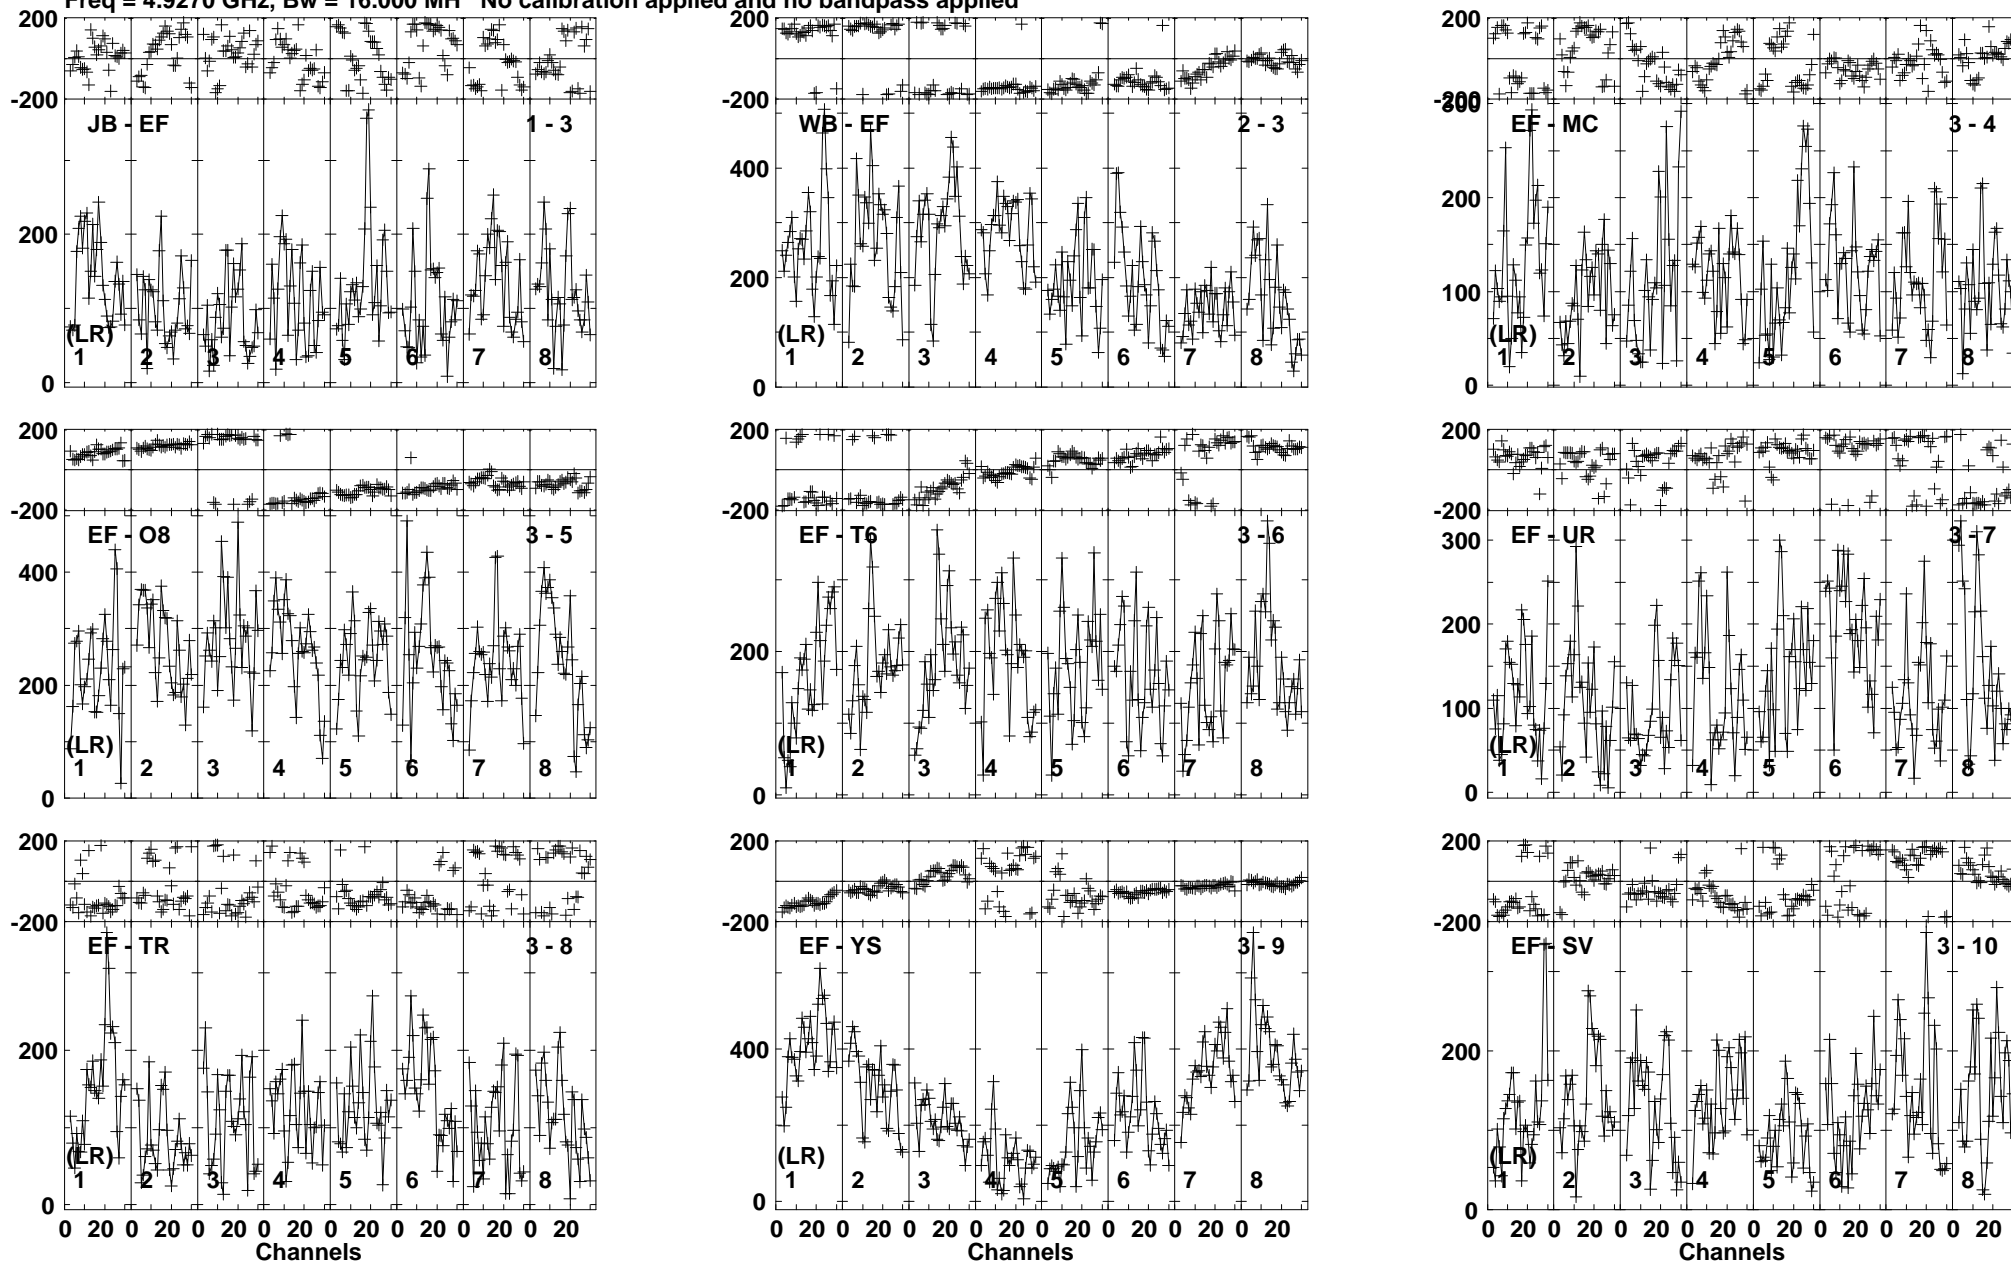 Freq = 4.9270 GHz, Bw = 16.000 MH No calibration applied and no bandpass applied
200 200 200
-200 -200 -200
JB - EF 1 - 3 WB - EF 2 - 3 EF - MC 3 - 4
300
400
200 200 200
100
(LR) (LR) (LR)
1 2 3 4 5 6 7 8 1 2 3 4 5 6 7 8 1 2 3 4 5 6 7 8
0 0 0
200 200 200
-200 -200 -200
EF - O8 3 - 5 EF - T6 3 - 6 EF - UR 3 - 7
400 300
200 200 200
100
(LR) (LR) (LR)
1 2 3 4 5 6 7 8 1 2 3 4 5 6 7 8 1 2 3 4 5 6 7 8
0 0 0
200 200 200
-200 -200 -200
EF - TR 3 - 8 EF - YS 3 - 9 EF - SV 3 - 10
200 400 200
(LR) (LR) (LR)
1 2 3 4 5 6 7 8 1 2 3 4 5 6 7 8 1 2 3 4 5 6 7 8
0 0 0
0 20 0 20 0 20 0 20 0 20 0 20 0 20 0 20 0 20 0 20 0 20 0 20 0 20 0 20 0 20 0 20 0 20 0 20 0 20 0 20 0 20 0 20 0 20 0 20
Channels Channels Channels